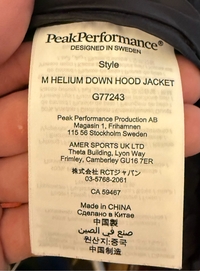 PeakPerformance®
DESIGNED IN SWEDEN
Style
M HELIUM DOWN HOOD JACKET
G77243
Peak Performance Production AB
Magasin 1, Frihamnen
115 56 Stockholm Sweden
AMER SPORTS UK LTD
Theta Building, Lyon Way
Frimley, Camberley GU16 7ER
株式会社 RCTジャパン
03-5768-2061
CA 59467
Made in CHINA
Сделано в Китае
中国製
صنع في الصين
원산지:중국
中国制造